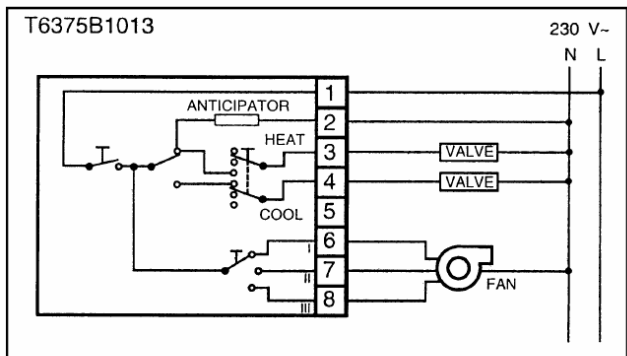 T6375B1013
230 V~
N L
1
ANTICIPATOR
2
HEAT
3
VALVE
4
VALVE
COOL
5
I
6
II
7
FAN
III
8